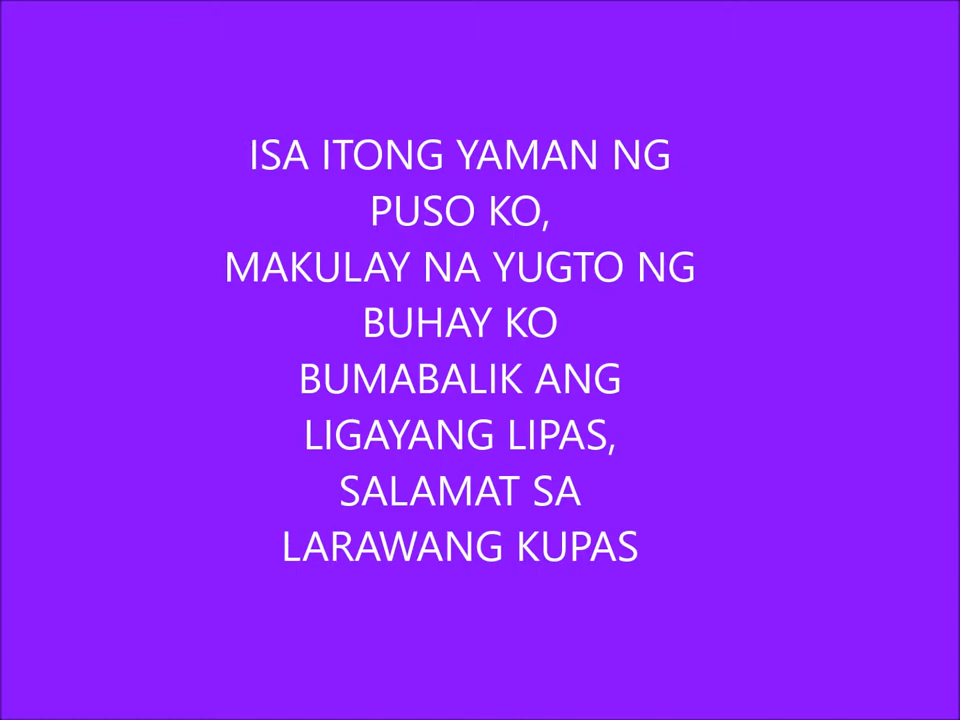 ISA ITONG YAMAN NG
PUSO KO,
MAKULAY NA YUGTO NG
BUHAY KO
BUMABALIK ANG
LIGAYANG LIPAS,
SALAMAT SA
LARAWANG KUPAS